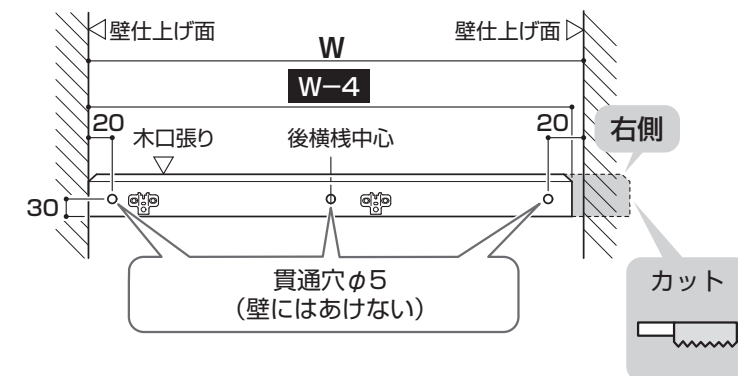 壁仕上げ面
壁仕上げ面
W
W−4
20
木口張り
後横桟中心
20
右側
30
貫通穴φ5
(壁にはあけない)
カット